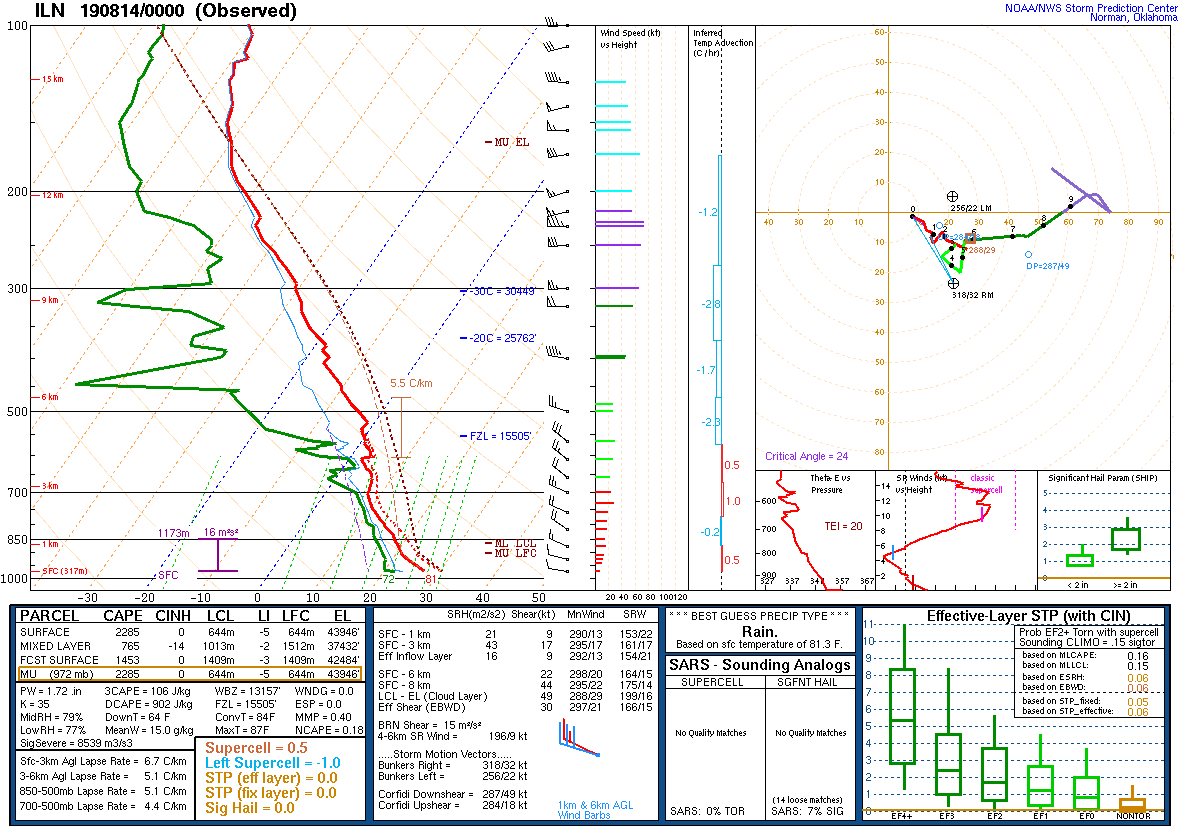 ILN 190814/0000 (Observed)
NOAA/NWS Storm Prediction Center
Norman, Oklahoma
100
200
300
500
700
850
1000
15 km
12 km
9 km
6 km
3 km
1 km
SFC (317m)
MU EL
-30C = 30449'
-20C = 25762'
5.5 C/km
FZL = 15505'
ML LCL
MU LFC
1173m 16 m²s²
SFC
72 81
-30 -20 -10 0 10 20 30 40 50
Wind Speed (kt)
vs Height
20 40 60 80 100 120
Inferred
Temp Advection
(C / hr)
-1.2
-2.8
-1.7
-2.3
0.5
1.0
-0.2
0.5
60
50
40
30
20
10
40 20 10 20 30 40 50 60 70 80 90
10
20
30
40
50
60
70
80
0
1
2
4
6
7
8
9
256/22 LM
318/32 RM
DP=287/49
Critical Angle = 24
Theta-E vs
Pressure
TEI = 20
600
700
800
900
327 337 347 357 367
SR Winds (kt)
vs Height
classic
supercell
14
12
10
8
6
4
2
Significant Hail Param (SHIP)
5
4
3
2
1
0
< 2 in >= 2 in
PARCEL CAPE CINH LCL LI LFC EL
SURFACE 2285 0 644m -5 644m 43946'
MIXED LAYER 765 -14 1013m -2 1512m 37432'
FCST SURFACE 1453 0 1409m -3 1409m 42484'
MU (972 mb) 2285 0 644m -5 644m 43946'
PW = 1.72 in 3CAPE = 106 J/kg WBZ = 13157' WNDG = 0.0
K = 35 DCAPE = 902 J/kg FZL = 15505' ESP = 0.0
MidRH = 79% DownT = 64 F ConvT = 84F MMP = 0.40
LowRH = 77% MeanW = 15.0 g/kg MaxT = 87F NCAPE = 0.18
SigSevere = 8539 m3/s3
Sfc-3km Agl Lapse Rate = 6.7 C/km
3-6km Agl Lapse Rate = 5.1 C/km
850-500mb Lapse Rate = 5.1 C/km
700-500mb Lapse Rate = 4.4 C/km
Supercell = 0.5
Left Supercell = -1.0
STP (eff layer) = 0.0
STP (fix layer) = 0.0
Sig Hail = 0.0
SRH(m2/s2) Shear(kt) MnWind SRW
SFC - 1 km 21 9 290/13 153/22
SFC - 3 km 43 17 295/17 161/17
Eff Inflow Layer 16 9 292/13 154/21
SFC - 6 km 22 298/20 164/15
SFC - 8 km 44 295/22 175/14
LCL - EL (Cloud Layer) 49 288/29 199/16
Eff Shear (EBWD) 30 297/21 166/15
BRN Shear = 15 m²/s²
4-6km SR Wind = 196/9 kt
.....Storm Motion Vectors.....
Bunkers Right = 318/32 kt
Bunkers Left = 256/22 kt
Corfidi Downshear = 287/49 kt
Corfidi Upshear = 284/18 kt
1km & 6km AGL
Wind Barbs
* * * BEST GUESS PRECIP TYPE * * *
Rain.
Based on sfc temperature of 81.3 F.
SARS - Sounding Analogs
SUPERCELL SGFNT HAIL
No Quality Matches No Quality Matches
(14 loose matches)
SARS: 0% TOR SARS: 7% SIG
Effective-Layer STP (with CIN)
11
10
9
8
7
6
5
4
3
2
1
0
EF4+ EF3 EF2 EF1 EF0 NONTOR
Prob EF2+ Torn with supercell
Sounding CLIMO = .15 sigtor
based on MLCAPE: 0.16
based on MLLCL: 0.15
based on ESRH: 0.06
based on EBWD: 0.06
based on STP_fixed: 0.05
based on STP_effective: 0.06